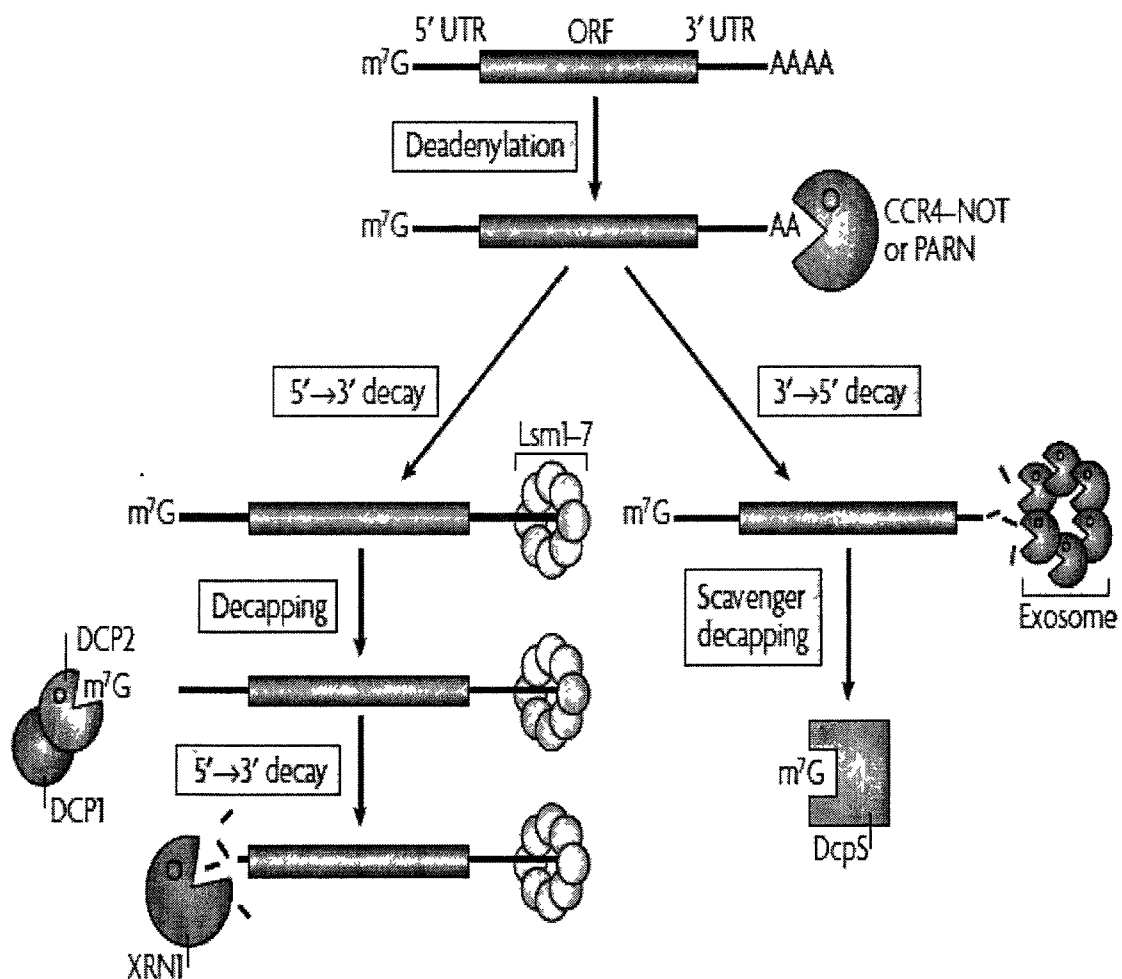 5′ UTR ORF 3′ UTR
m⁷G AAAA
Deadenylation
m⁷G AA
CCR4–NOT
or PARN
5′→3′ decay
3′→5′ decay
Lsm1–7
m⁷G
m⁷G
Exosome
Decapping
Scavenger
decapping
DCP2
m⁷G
DCP1
5′→3′ decay
m⁷G
DcpS
XRN1